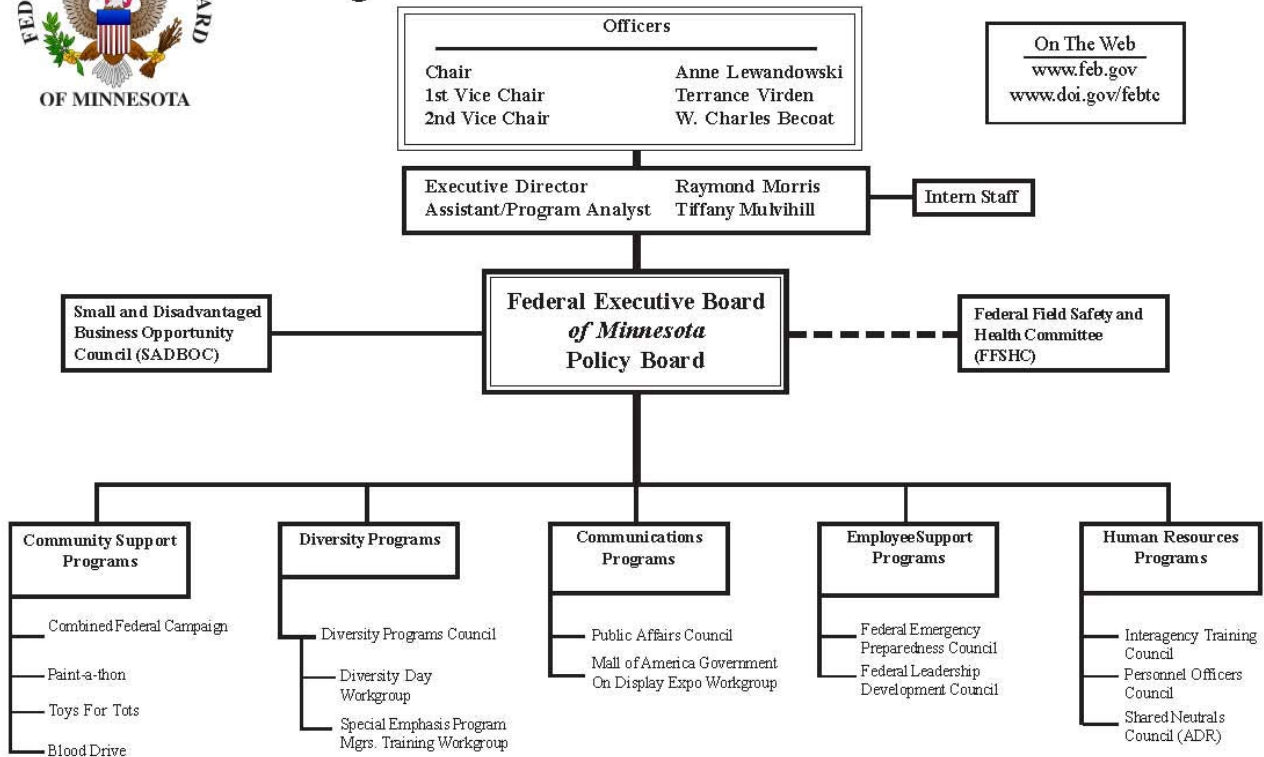 OF MINNESOTA
Officers
Chair Anne Lewandowski
1st Vice Chair Terrance Virden
2nd Vice Chair W. Charles Becoat
On The Web
www.feb.gov
www.doi.gov/febtc
Executive Director Raymond Morris
Assistant/Program Analyst Tiffany Mulvihill
Intern Staff
Small and Disadvantaged
Business Opportunity
Council (SADBOC)
Federal Executive Board
of Minnesota
Policy Board
Federal Field Safety and
Health Committee
(FFSHC)
Community Support
Programs
Combined Federal Campaign
Paint-a-thon
Toys For Tots
Blood Drive
Diversity Programs
Diversity Programs Council
Diversity Day
Workgroup
Special Emphasis Program
Mgrs. Training Workgroup
Communications
Programs
Public Affairs Council
Mall of America Government
On Display Expo Workgroup
EmployeeSupport
Programs
Federal Emergency
Preparedness Council
Federal Leadership
Development Council
Human Resources
Programs
Interagency Training
Council
Personnel Officers
Council
Shared Neutrals
Council (ADR)